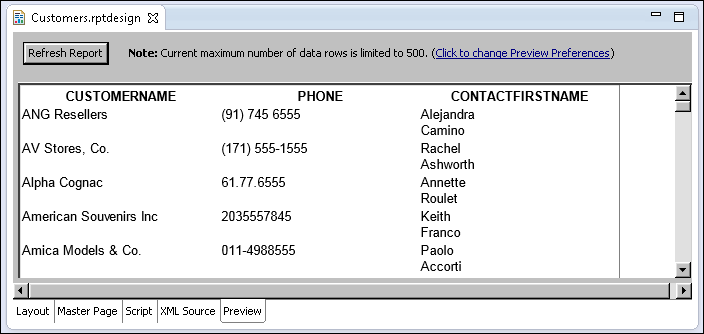 Customers.rptdesign
Refresh Report Note: Current maximum number of data rows is limited to 500. (Click to change Preview Preferences)
CUSTOMERNAME PHONE CONTACTFIRSTNAME
ANG Resellers (91) 745 6555 Alejandra
Camino
AV Stores, Co. (171) 555-1555 Rachel
Ashworth
Alpha Cognac 61.77.6555 Annette
Roulet
American Souvenirs Inc 2035557845 Keith
Franco
Amica Models & Co. 011-4988555 Paolo
Accorti
Layout Master Page Script XML Source Preview